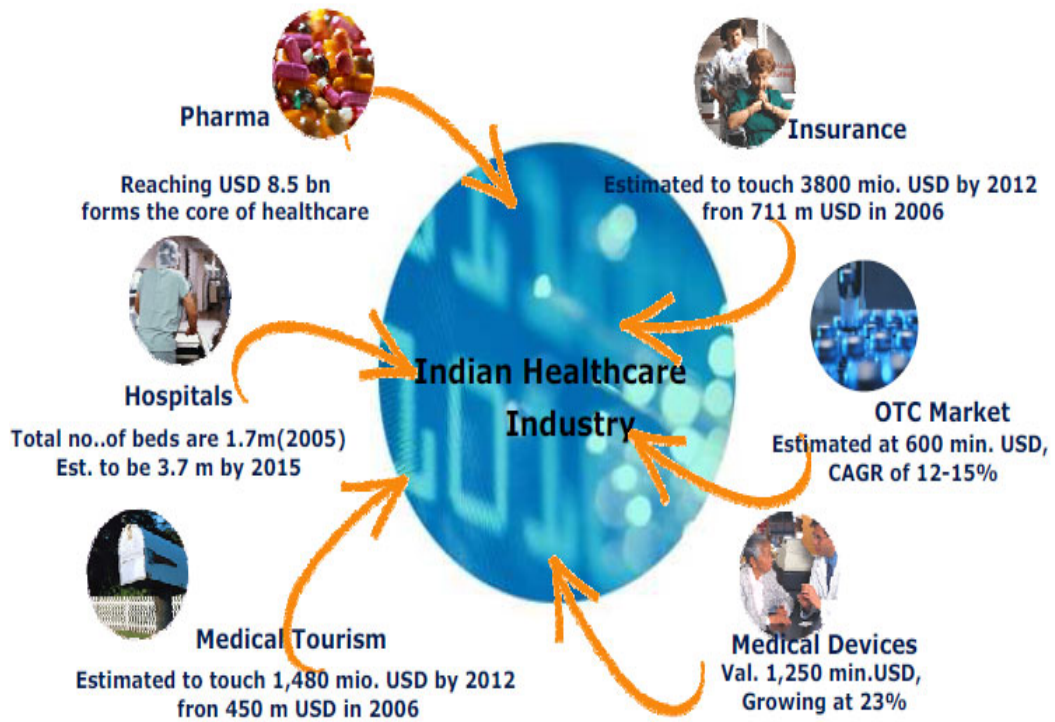 Pharma
Reaching USD 8.5 bn
forms the core of healthcare
Insurance
Estimated to touch 3800 mio. USD by 2012
fron 711 m USD in 2006
Hospitals
Total no..of beds are 1.7m(2005)
Est. to be 3.7 m by 2015
Indian Healthcare
Industry
OTC Market
Estimated at 600 min. USD,
CAGR of 12-15%
Medical Tourism
Estimated to touch 1,480 mio. USD by 2012
fron 450 m USD in 2006
Medical Devices
Val. 1,250 min.USD,
Growing at 23%